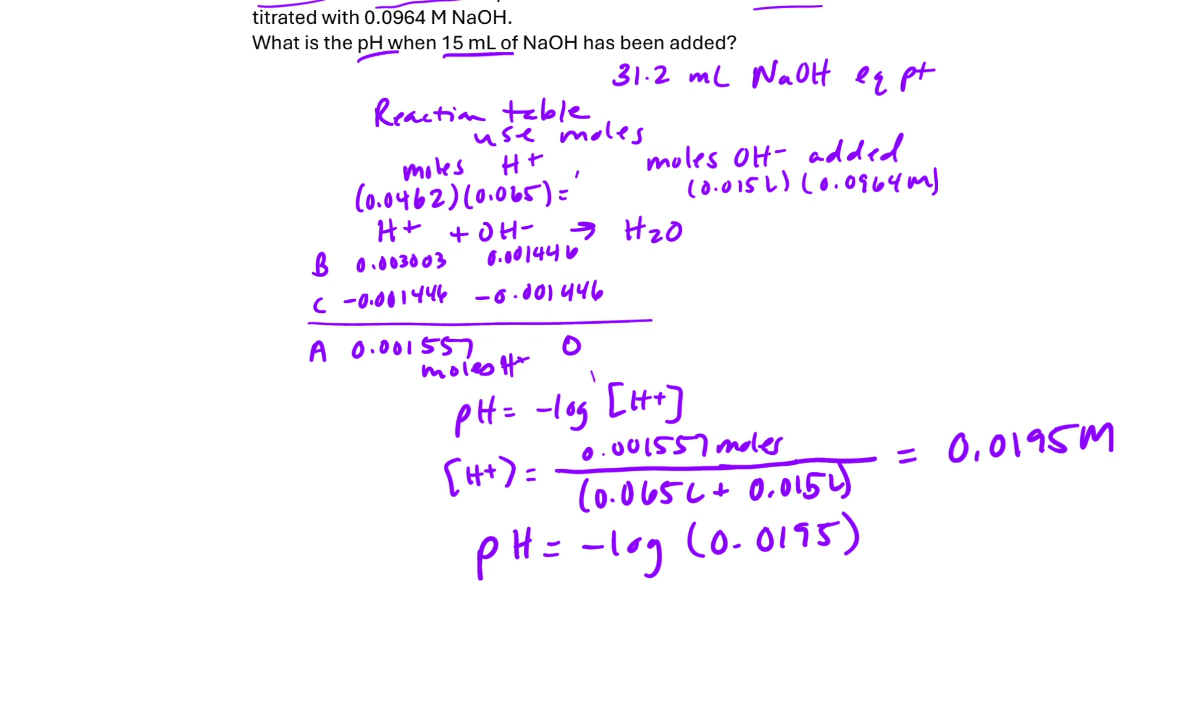 titrated with 0.0964 M NaOH.
What is the pH when 15 mL of NaOH has been added?
31.2 mL NaOH eq pt
Reaction table
use moles
moles H+
moles OH- added
(0.0462)(0.065) =
(0.015 L) (0.0964 M)
H+ + OH- → H2O
B 0.003003 0.001446
C -0.001446 -0.001446
A 0.001557 0
moles H+
pH = -log [H+]
[H+] = 0.001557 moles / (0.065 L + 0.015 L) = 0.0195 M
pH = -log (0.0195)